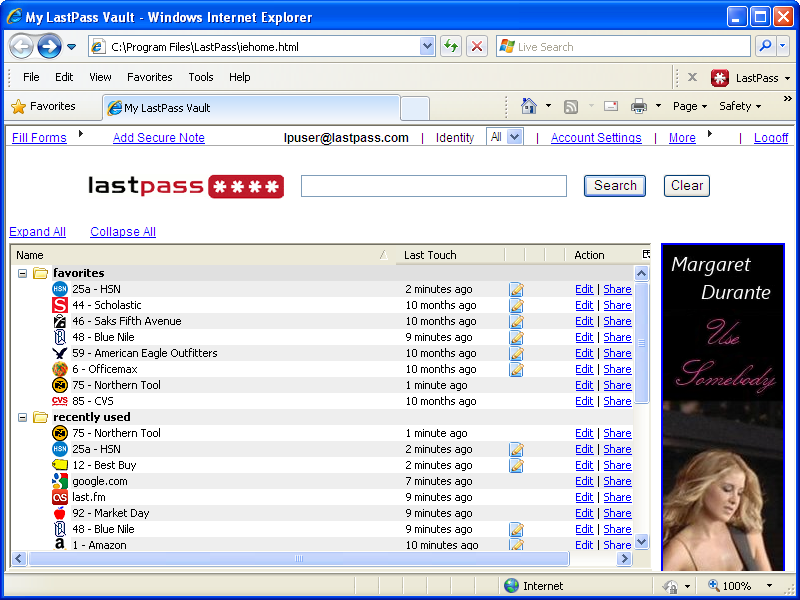 My LastPass Vault - Windows Internet Explorer
C:\Program Files\LastPass\iehome.html
Live Search
File Edit View Favorites Tools Help
LastPass
Favorites
My LastPass Vault
Page Safety »
Fill Forms Add Secure Note lpuser@lastpass.com | Identity All | Account Settings | More | Logoff
lastpass ****
Search Clear
Expand All Collapse All
Name Last Touch Action
favorites
HSN 25a - HSN 2 minutes ago Edit | Share
S 44 - Scholastic 10 months ago Edit | Share
46 - Saks Fifth Avenue 10 months ago Edit | Share
48 - Blue Nile 9 minutes ago Edit | Share
59 - American Eagle Outfitters 10 months ago Edit | Share
6 - Officemax 10 months ago Edit | Share
75 - Northern Tool 1 minute ago Edit | Share
CVS 85 - CVS 10 months ago Edit | Share
recently used
75 - Northern Tool 1 minute ago Edit | Share
HSN 25a - HSN 2 minutes ago Edit | Share
12 - Best Buy 2 minutes ago Edit | Share
google.com 7 minutes ago Edit | Share
last.fm 9 minutes ago Edit | Share
92 - Market Day 9 minutes ago Edit | Share
48 - Blue Nile 9 minutes ago Edit | Share
a 1 - Amazon 10 minutes ago Edit | Share
Margaret
Durante
Use
Somebody
Internet 100%